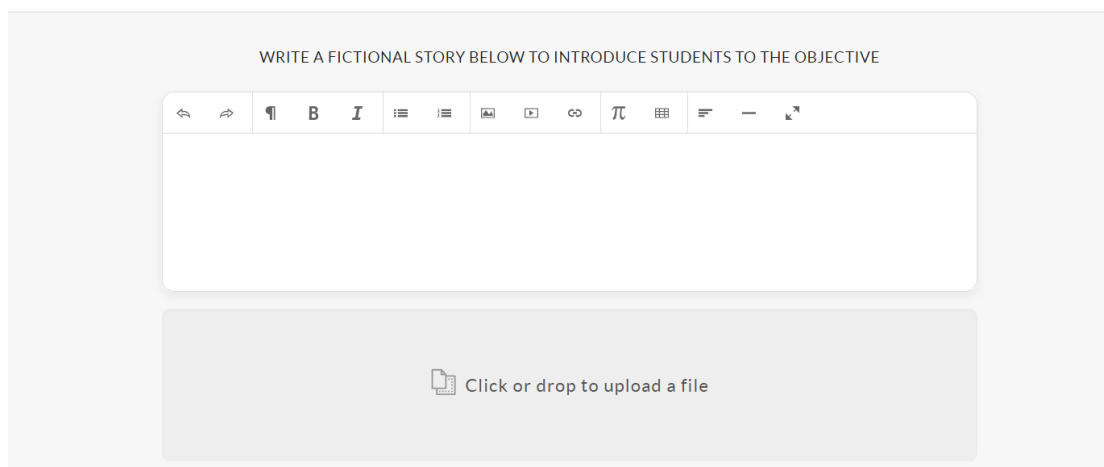 WRITE A FICTIONAL STORY BELOW TO INTRODUCE STUDENTS TO THE OBJECTIVE
¶ B I π
Click or drop to upload a file